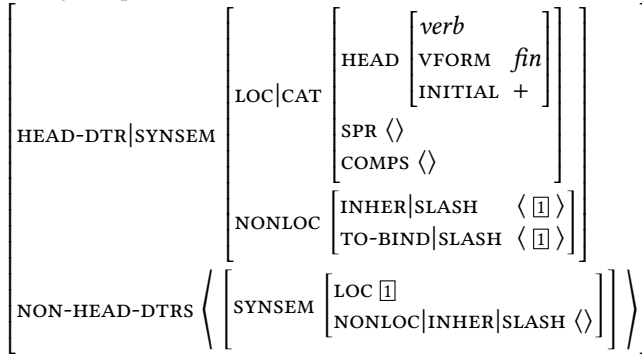 verb
HEAD VFORM fin
INITIAL +
LOC|CAT
HEAD-DTR|SYNSEM
SPR ⟨⟩
COMPS ⟨⟩
INHER|SLASH ⟨ 1 ⟩
NONLOC
TO-BIND|SLASH ⟨ 1 ⟩
LOC 1
NON-HEAD-DTRS ⟨ [ SYNSEM
NONLOC|INHER|SLASH ⟨⟩ ] ⟩